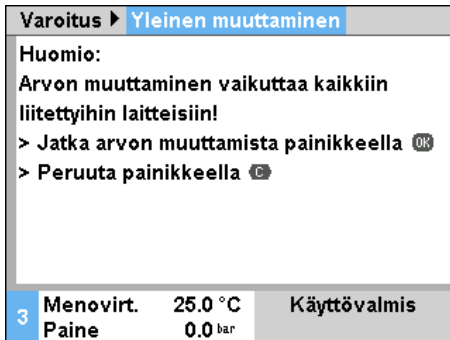 Varoitus ▶ Yleinen muuttaminen
Huomio:
Arvon muuttaminen vaikuttaa kaikkiin
liitettyihin laitteisiin!
> Jatka arvon muuttamista painikkeella OK
> Peruuta painikkeella C
3 Menovirt. 25.0 °C Käyttövalmis
Paine 0.0 bar